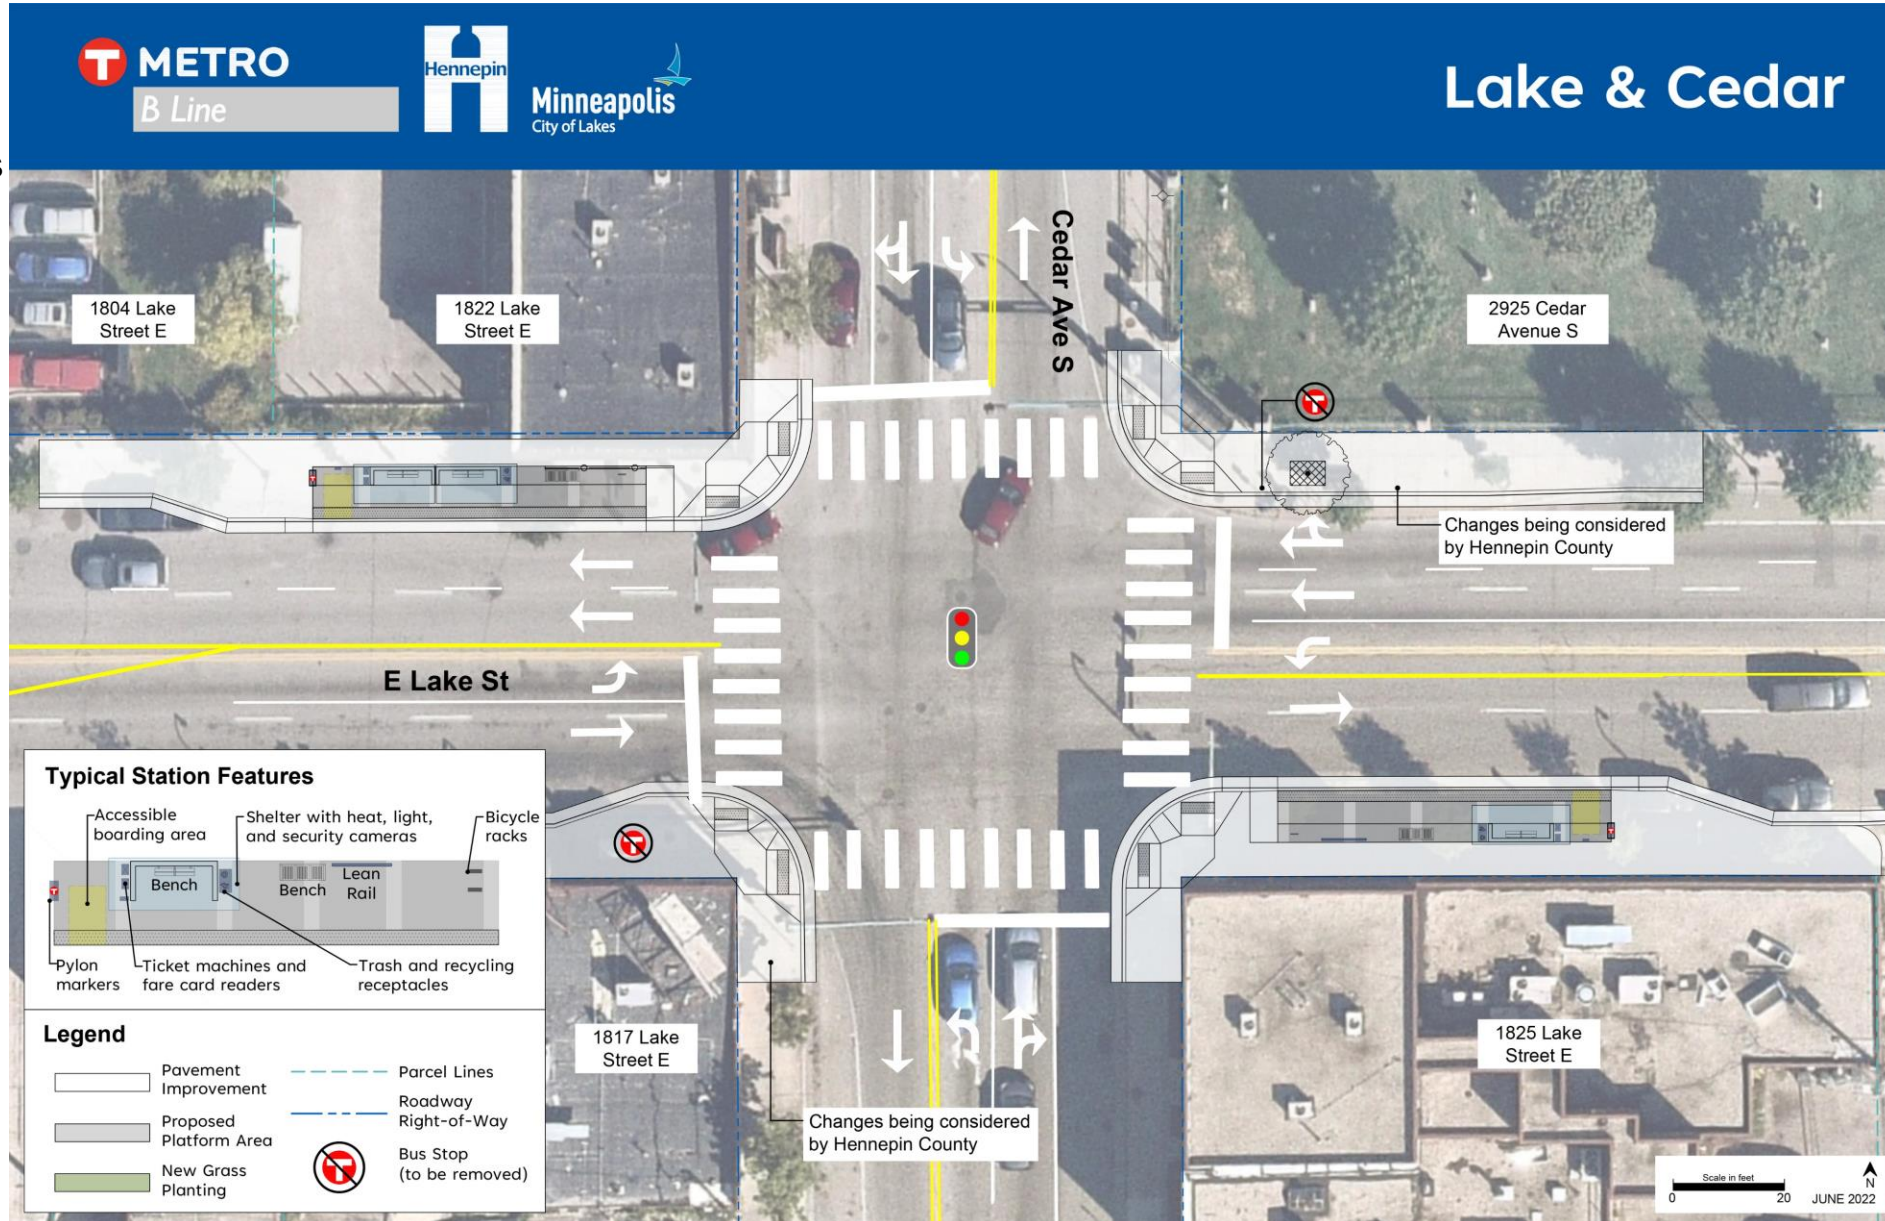 METRO
B Line
Hennepin
Minneapolis
City of Lakes
Lake & Cedar
s
Cedar Ave S
1804 Lake
Street E
1822 Lake
Street E
2925 Cedar
Avenue S
T
Changes being considered
by Hennepin County
E Lake St
Typical Station Features
Accessible
boarding area
Shelter with heat, light,
and security cameras
Bicycle
racks
Bench
Bench
Lean
Rail
Pylon
markers
Ticket machines and
fare card readers
Trash and recycling
receptacles
T
Legend
Pavement
Improvement
Proposed
Platform Area
New Grass
Planting
Parcel Lines
Roadway
Right-of-Way
T
Bus Stop
(to be removed)
1817 Lake
Street E
Changes being considered
by Hennepin County
1825 Lake
Street E
Scale in feet
0
20
N
JUNE 2022